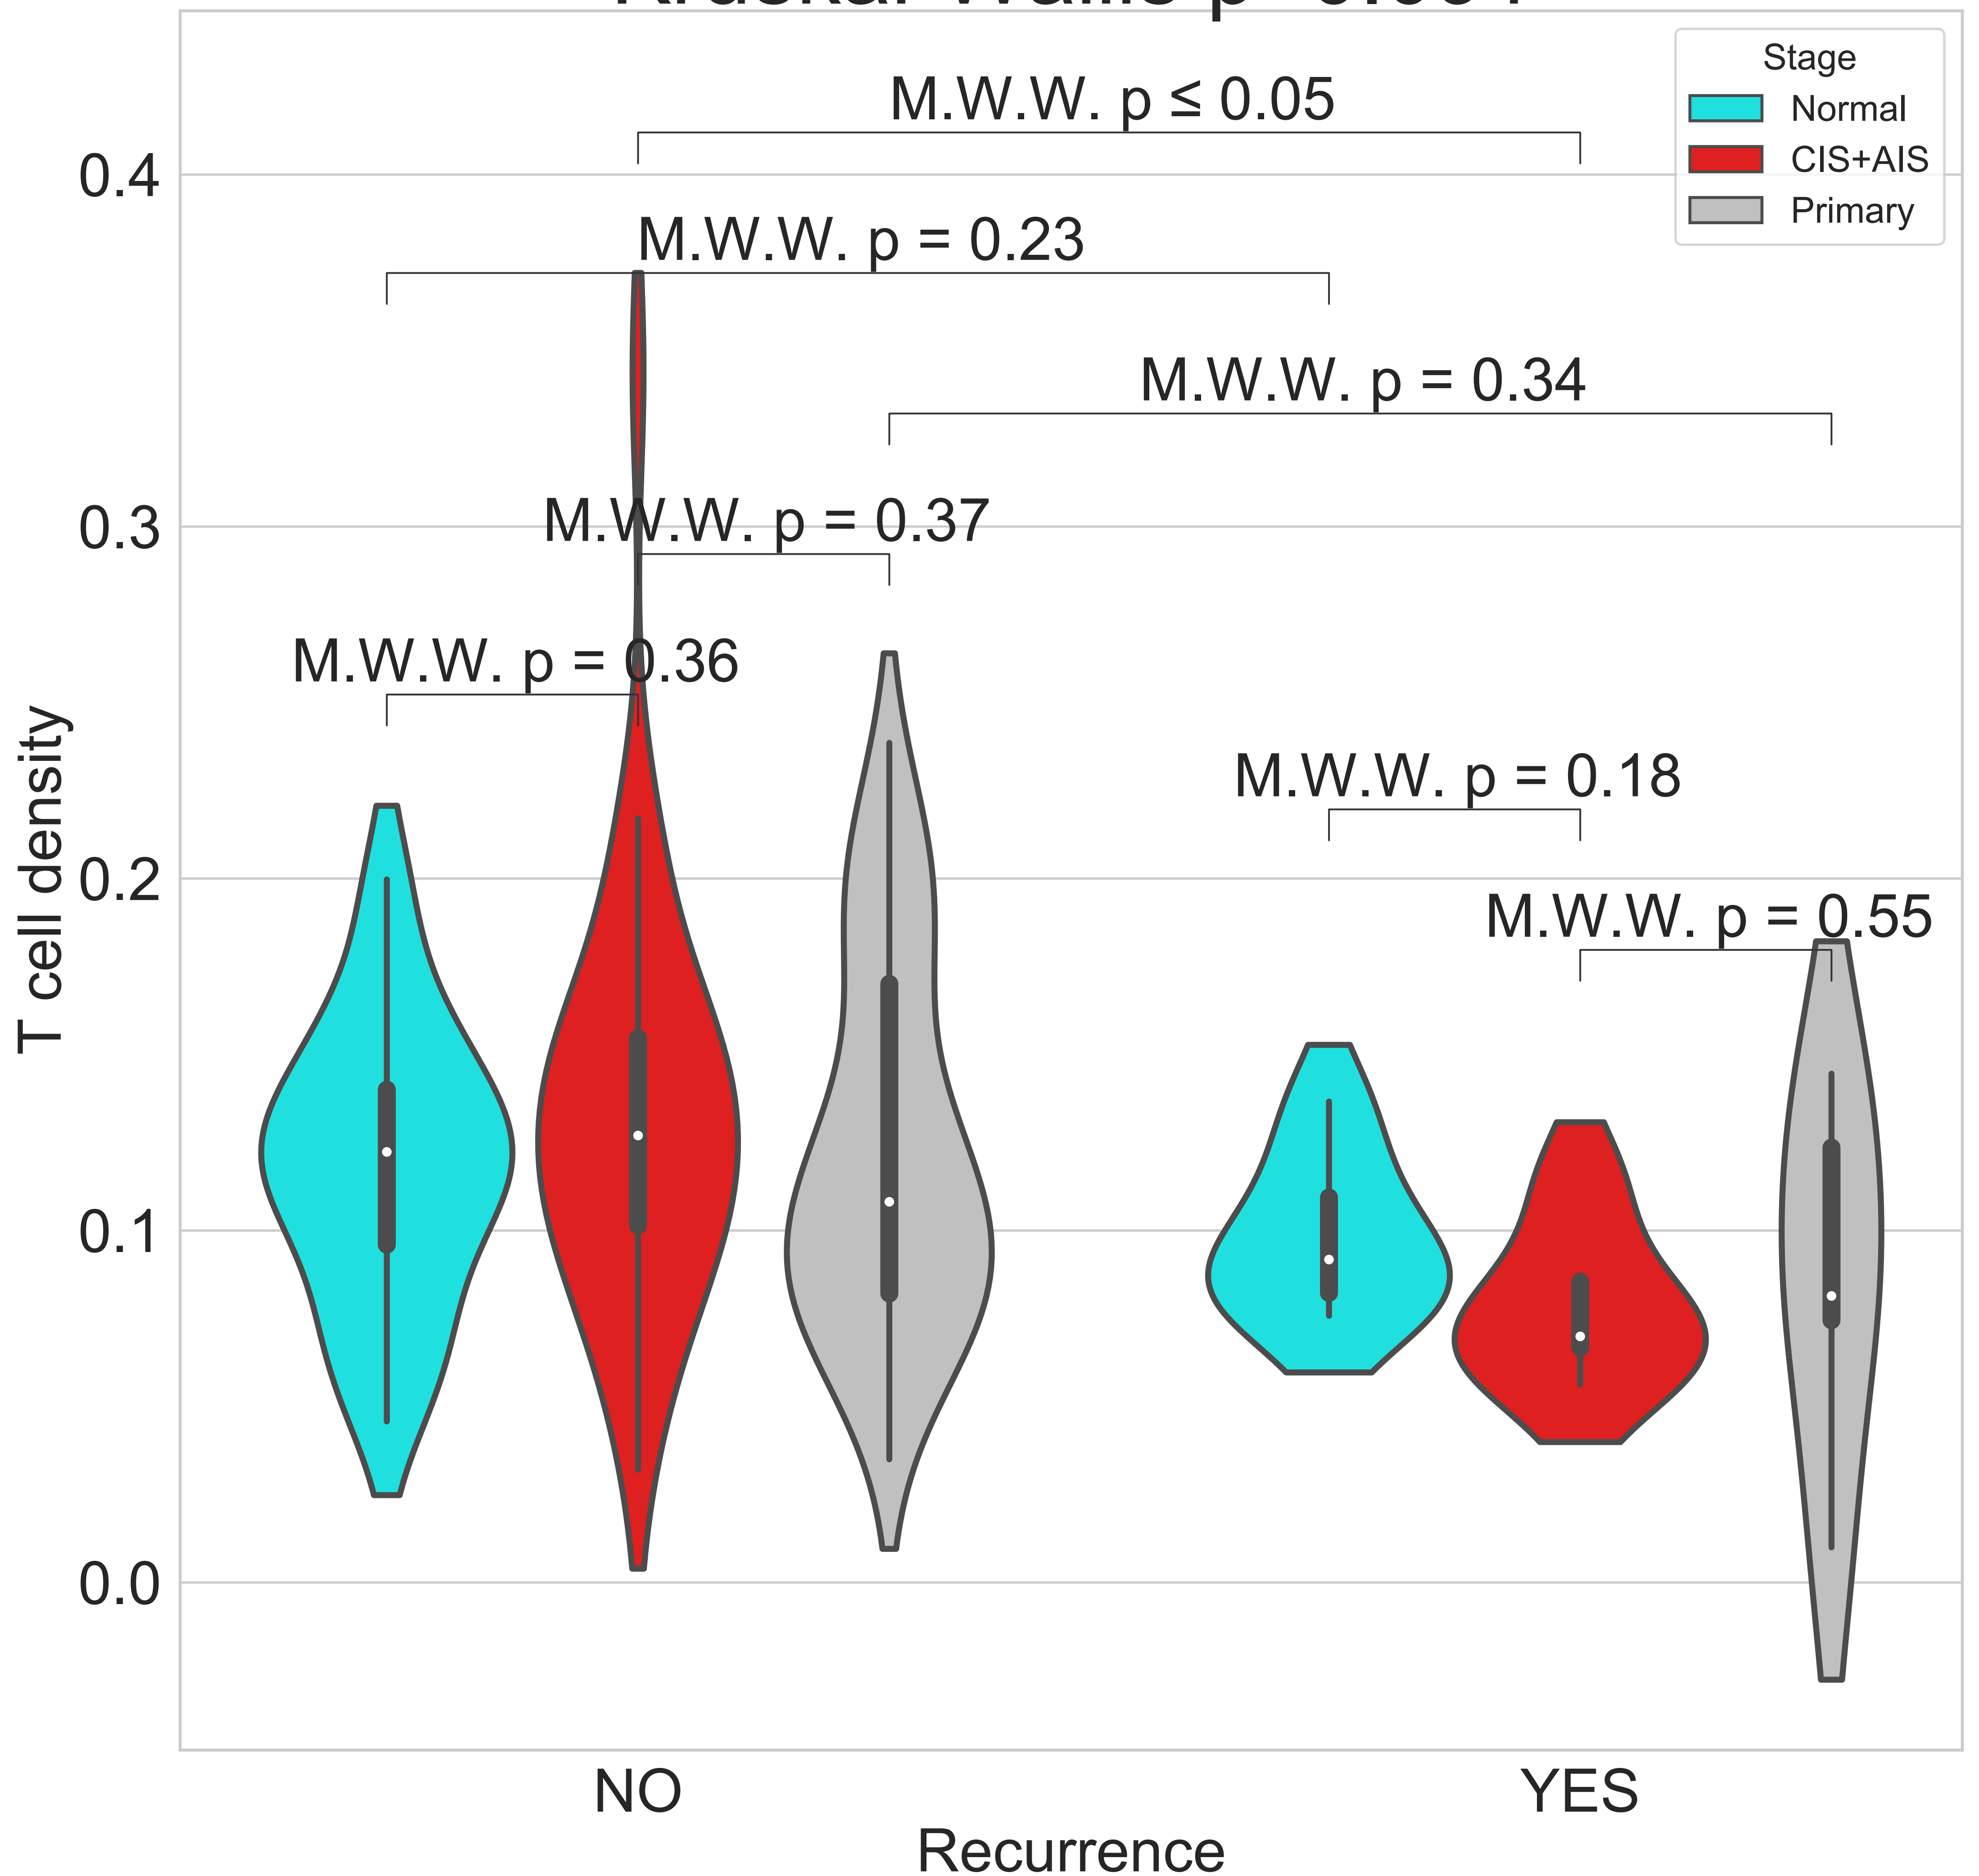 Stage
Normal
CIS+AIS
Primary
M.W.W. p ≤ 0.05
M.W.W. p = 0.23
M.W.W. p = 0.34
M.W.W. p = 0.37
M.W.W. p = 0.36
M.W.W. p = 0.18
M.W.W. p = 0.55
0.4
0.3
0.2
0.1
0.0
T cell density
NO
YES
Recurrence